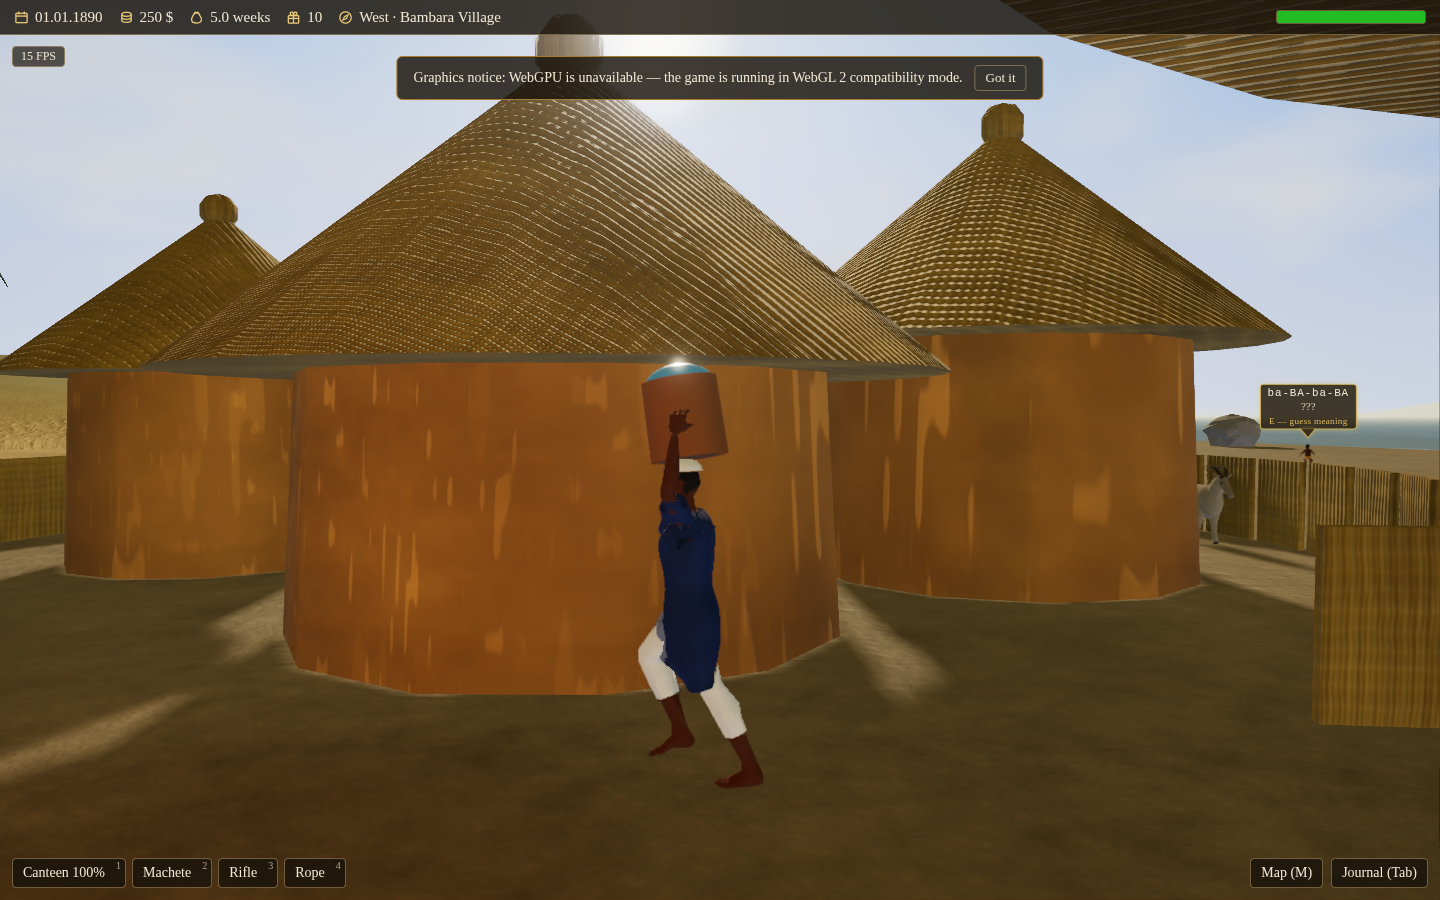 01.01.1890 250 $ 5.0 weeks 10 West · Bambara Village
15 FPS
Graphics notice: WebGPU is unavailable — the game is running in WebGL 2 compatibility mode. Got it
ba-BA-ba-BA
???
E — guess meaning
Canteen 100% 1 Machete 2 Rifle 3 Rope 4 Map (M) Journal (Tab)